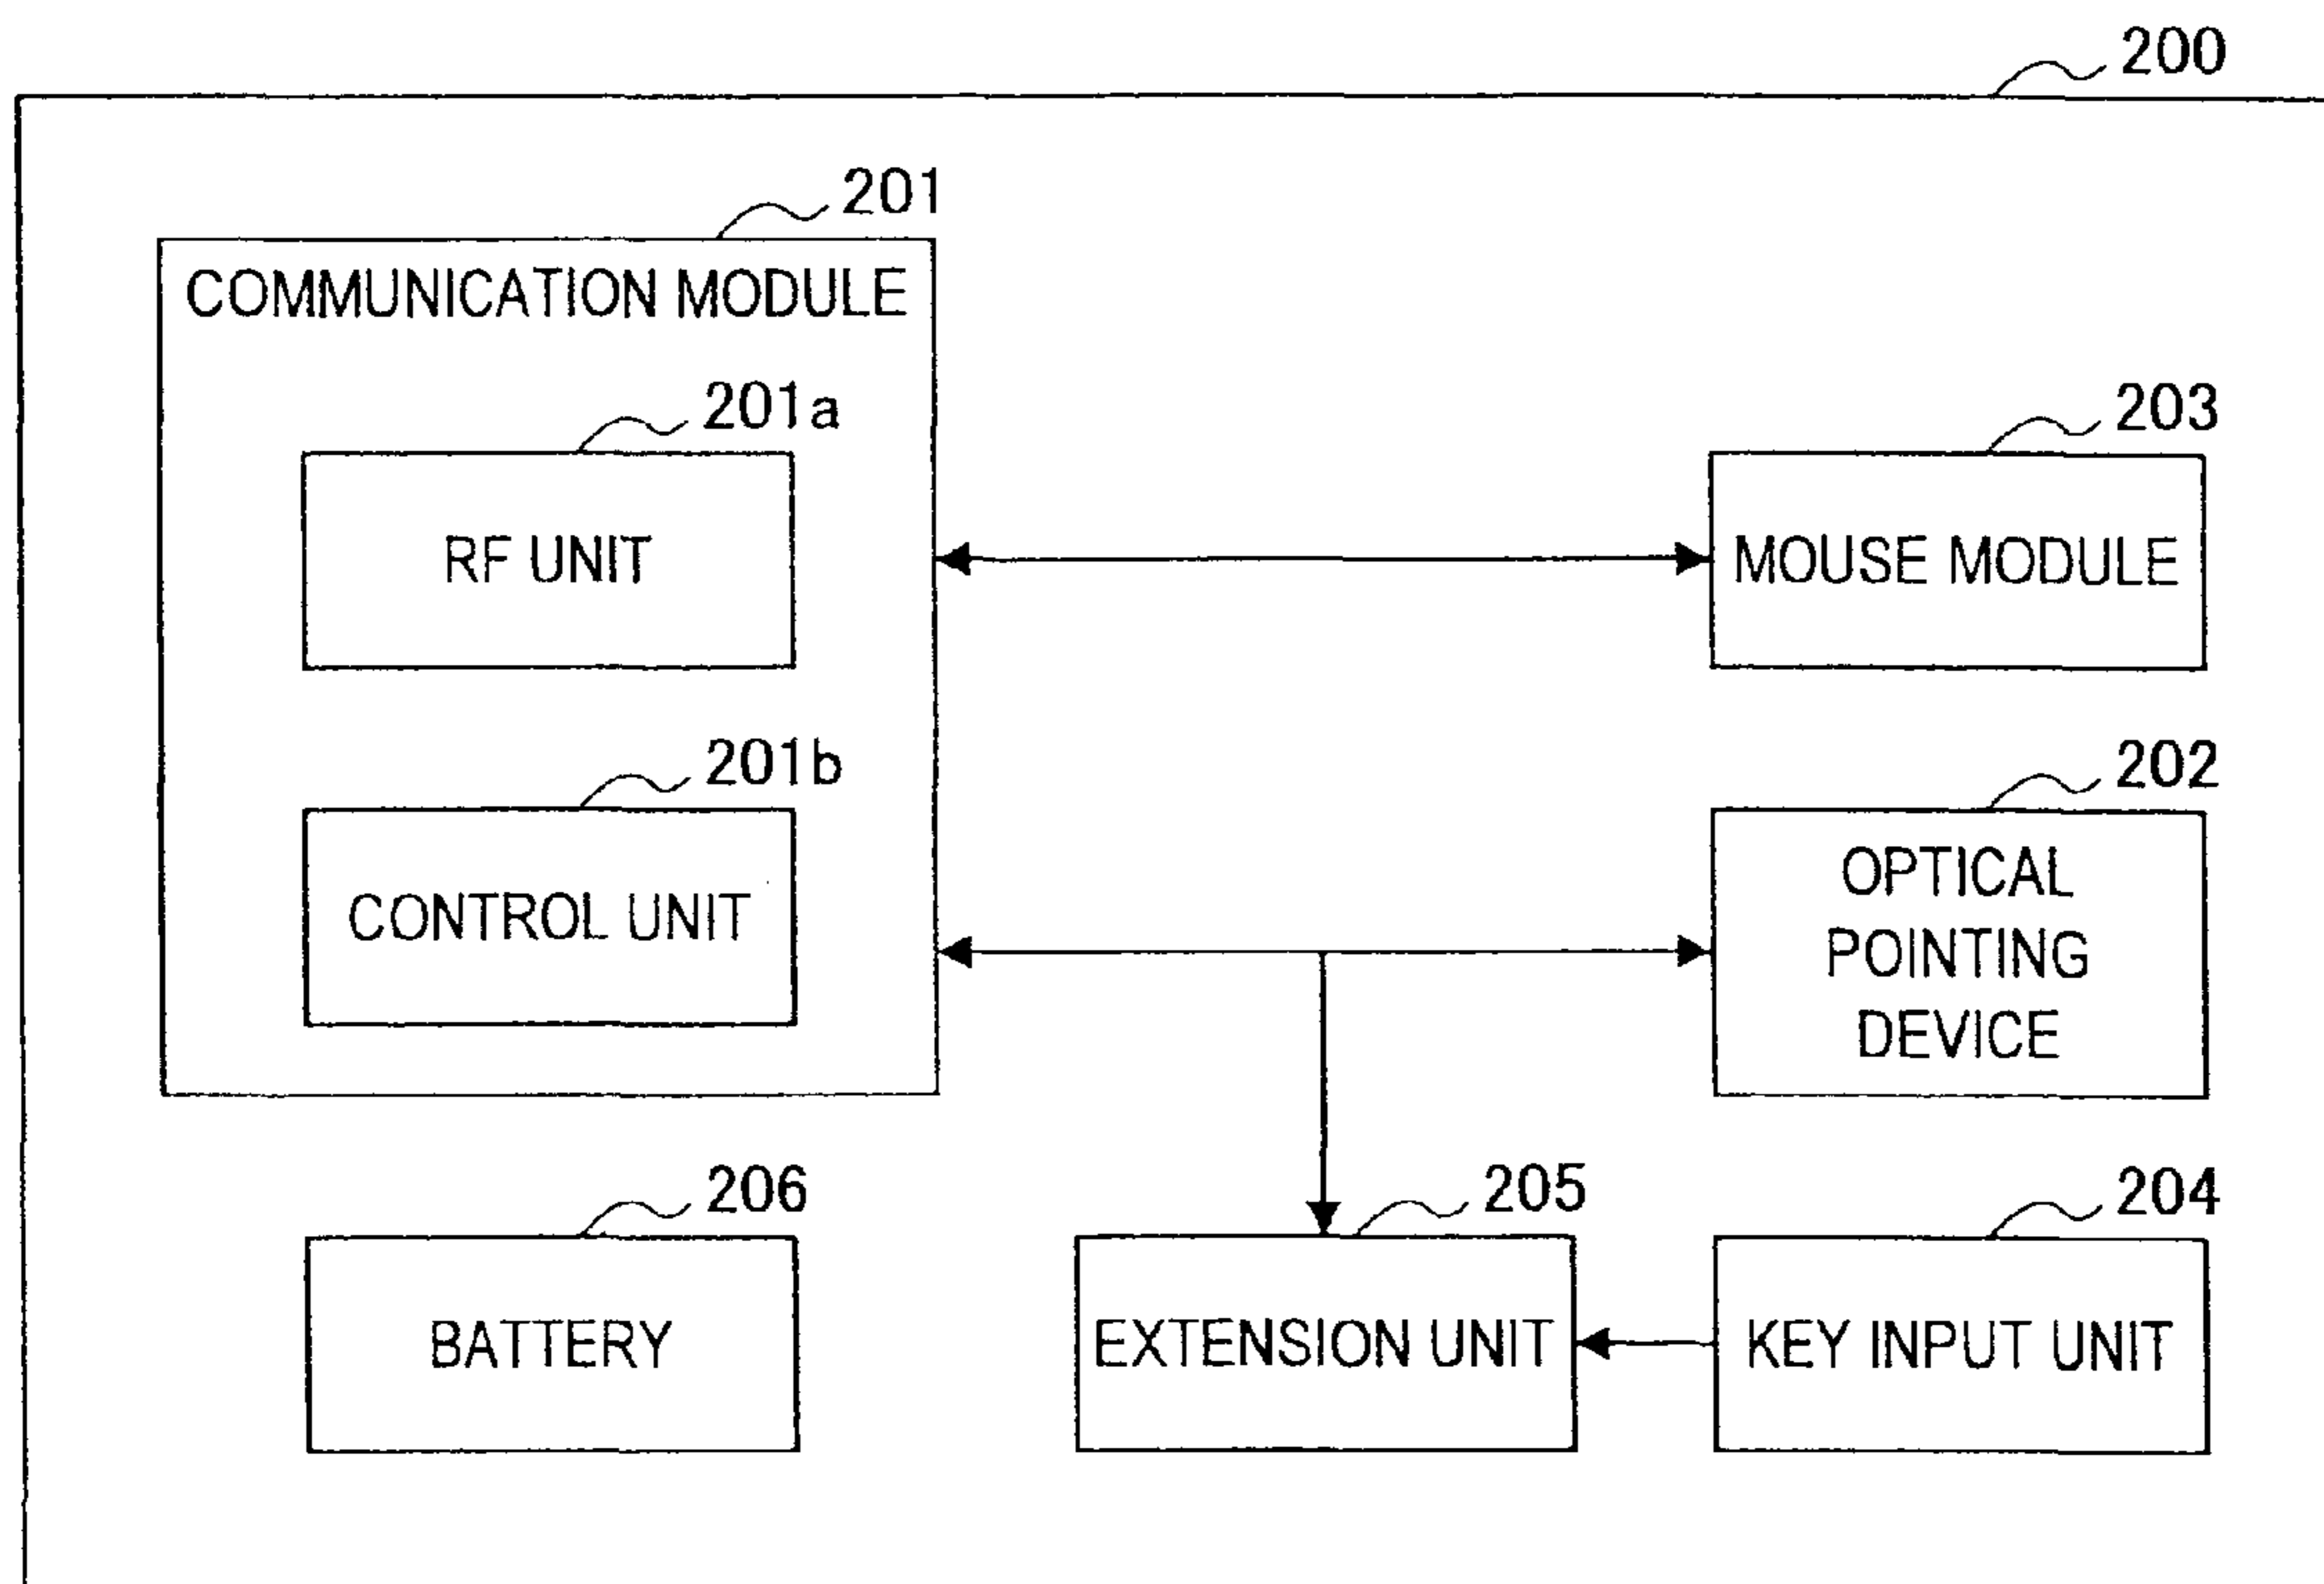 200
201
COMMUNICATION MODULE
201a
RF UNIT
203
MOUSE MODULE
201b
CONTROL UNIT
202
OPTICAL
POINTING
DEVICE
206
BATTERY
205
EXTENSION UNIT
204
KEY INPUT UNIT